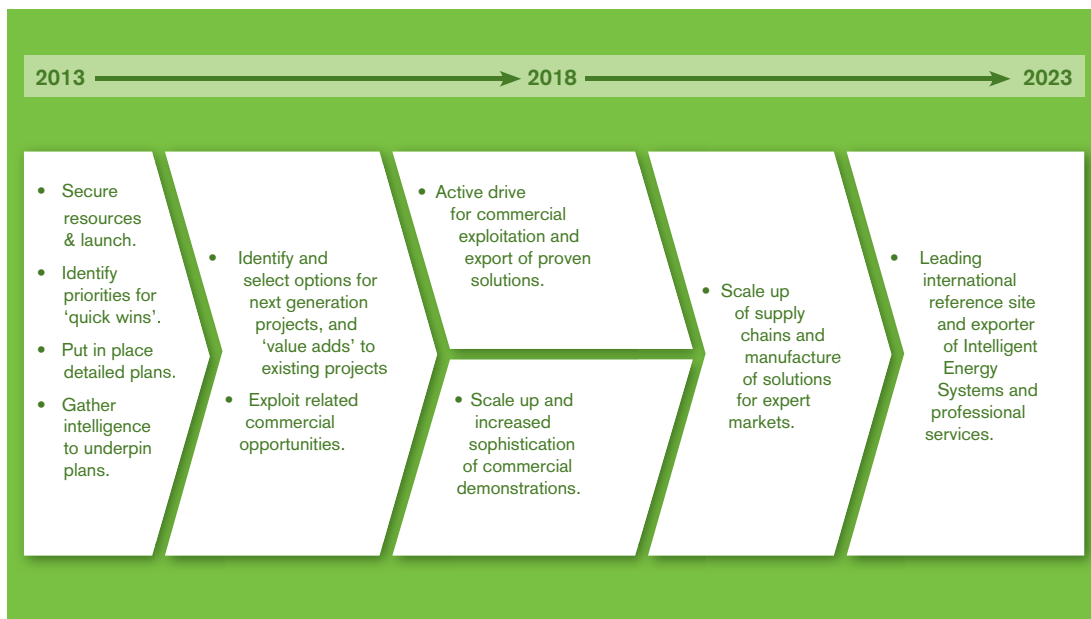 2013 2018 2023
• Secure
resources
& launch.
• Identify
priorities for
‘quick wins’.
• Put in place
detailed plans.
• Gather
intelligence
to underpin
plans.
• Identify and
select options for
next generation
projects, and
‘value adds’ to
existing projects
• Exploit related
commercial
opportunities.
• Active drive
for commercial
exploitation and
export of proven
solutions.
• Scale up and
increased
sophistication
of commercial
demonstrations.
• Scale up
of supply
chains and
manufacture
of solutions
for expert
markets.
• Leading
international
reference site
and exporter
of Intelligent
Energy
Systems and
professional
services.